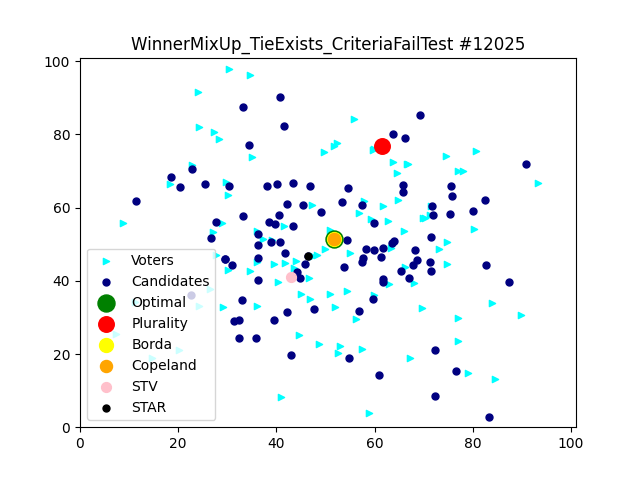 WinnerMixUp_TieExists_CriteriaFailTest #12025
100
80
60
40
20
0
Voters
Candidates
Optimal
Plurality
Borda
Copeland
STV
STAR
0 20 40 60 80 100